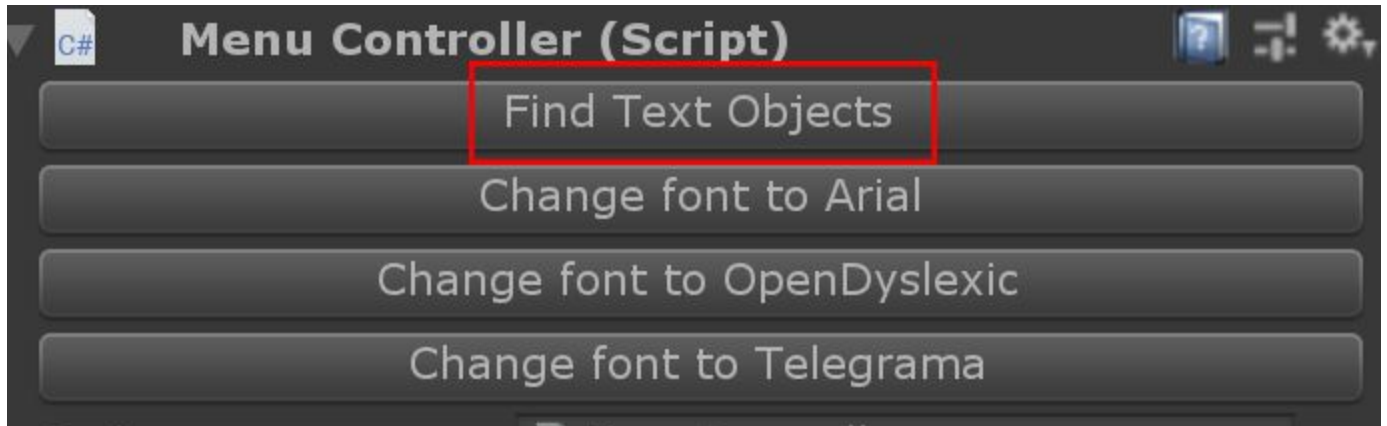 C# Menu Controller (Script)
Find Text Objects
Change font to Arial
Change font to OpenDyslexic
Change font to Telegrama